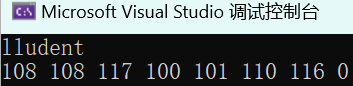 Microsoft Visual Studio 调试控制台
lludent
108 108 117 100 101 110 116 0